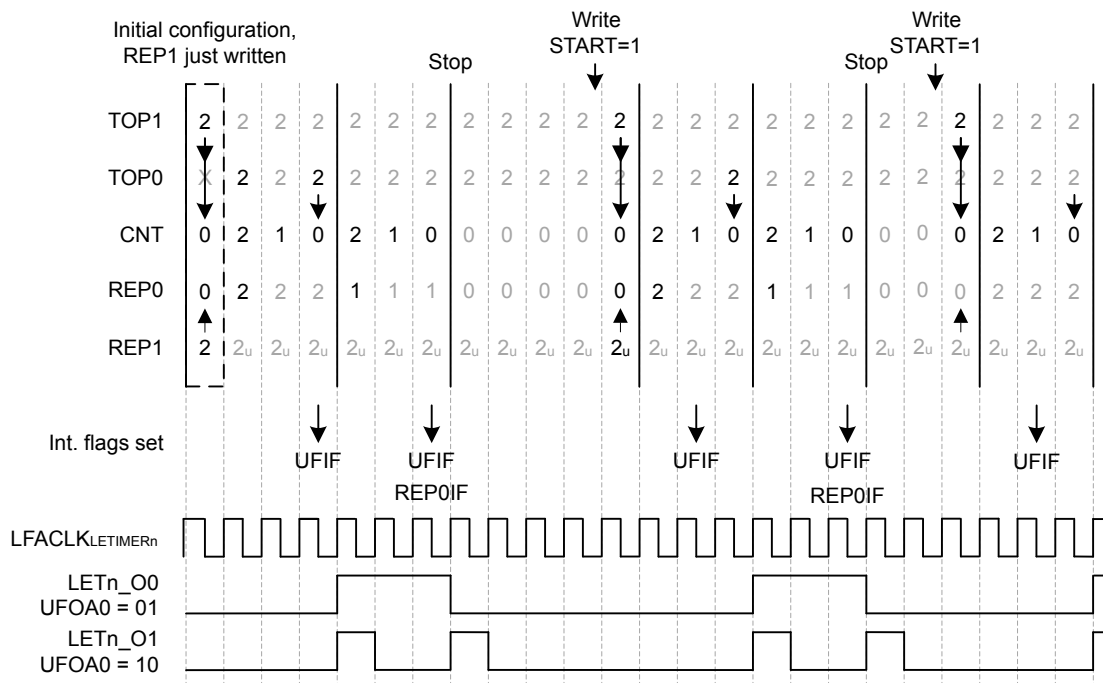 Initial configuration,
REP1 just written
Stop
Write
START=1
Stop
Write
START=1
TOP1 2 2 2 2 2 2 2 2 2 2 2 2 2 2 2 2 2 2 2 2 2 2 2 2
TOP0 X 2 2 2 2 2 2 2 2 2 2 2 2 2 2 2 2 2 2 2 2 2 2 2
CNT 0 2 1 0 2 1 0 0 0 0 0 0 2 1 0 2 1 0 0 0 0 2 1 0
REP0 0 2 2 2 1 1 1 0 0 0 0 0 2 2 2 1 1 1 0 0 0 2 2 2
REP1 2 2u 2u 2u 2u 2u 2u 2u 2u 2u 2u 2u 2u 2u 2u 2u 2u 2u 2u 2u 2u 2u 2u 2u
Int. flags set
UFIF UFIF UFIF UFIF UFIF
REP0IF REP0IF
LFACLKLETIMERn
LETn_O0
UFOA0 = 01
LETn_O1
UFOA0 = 10